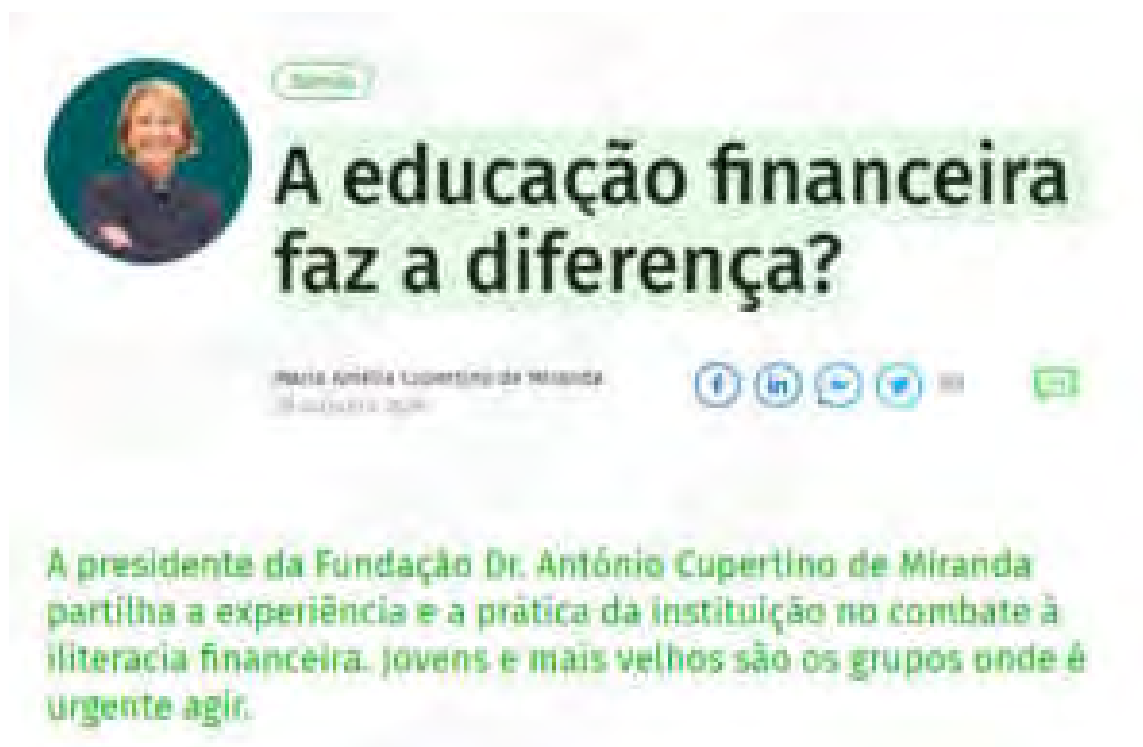 A educação financeira
faz a diferença?
Maria Amélia Cupertino de Miranda
A presidente da Fundação Dr. António Cupertino de Miranda
partilha a experiência e a prática da instituição no combate à
iliteracia financeira. Jovens e mais velhos são os grupos onde é
urgente agir.